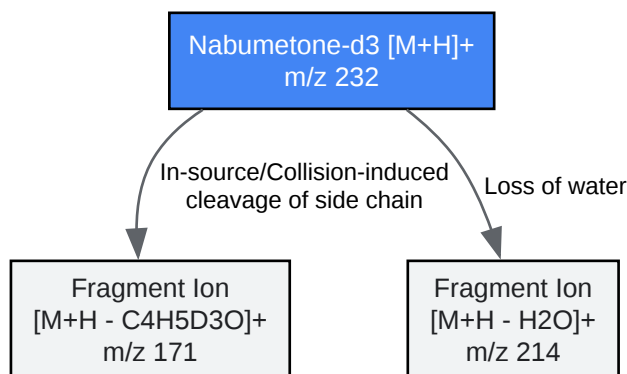 Nabumetone-d3 [M+H]+
m/z 232
In-source/Collision-induced
cleavage of side chain
Loss of water
Fragment Ion
[M+H - C4H5D3O]+
m/z 171
Fragment Ion
[M+H - H2O]+
m/z 214